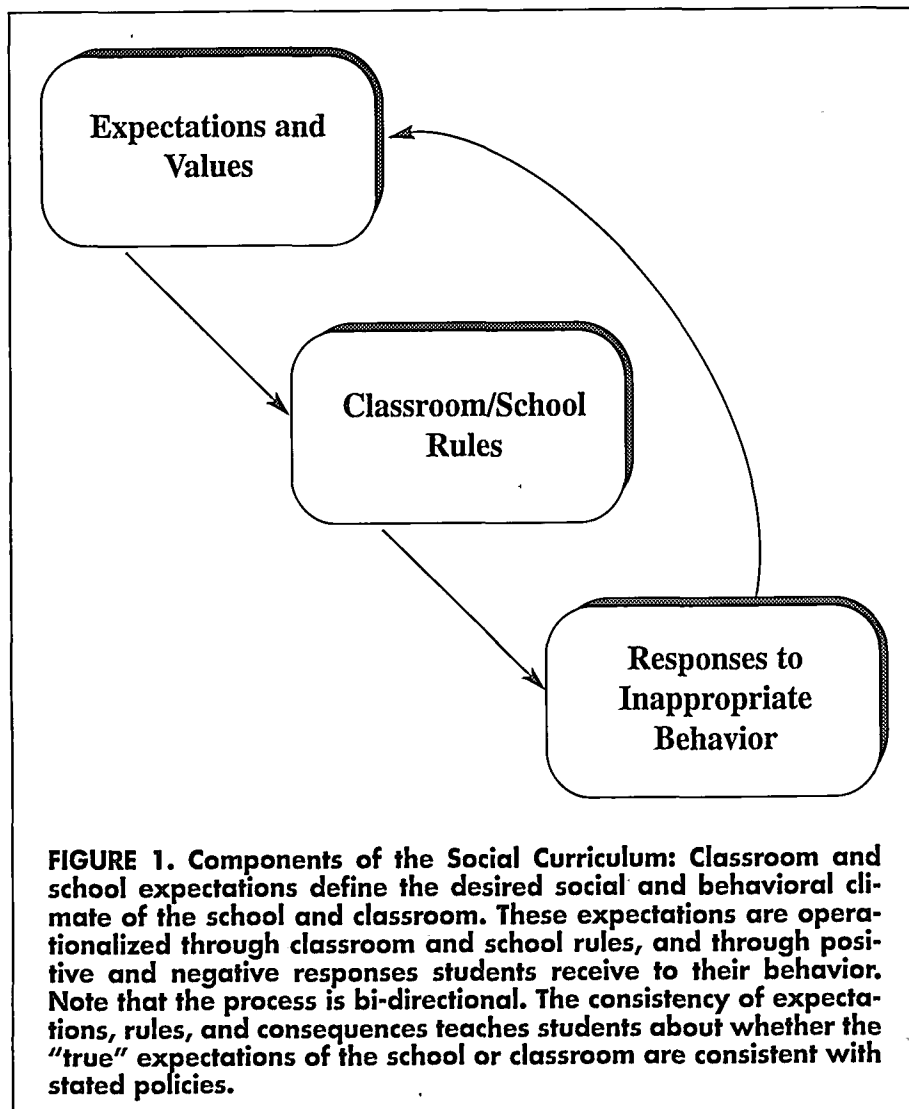 Expectations and
Values
Classroom/School
Rules
Responses to
Inappropriate
Behavior
FIGURE 1. Components of the Social Curriculum: Classroom and
school expectations define the desired social and behavioral cli-
mate of the school and classroom. These expectations are opera-
tionalized through classroom and school rules, and through posi-
tive and negative responses students receive to their behavior.
Note that the process is bi-directional. The consistency of expecta-
tions, rules, and consequences teaches students about whether the
"true" expectations of the school or classroom are consistent with
stated policies.